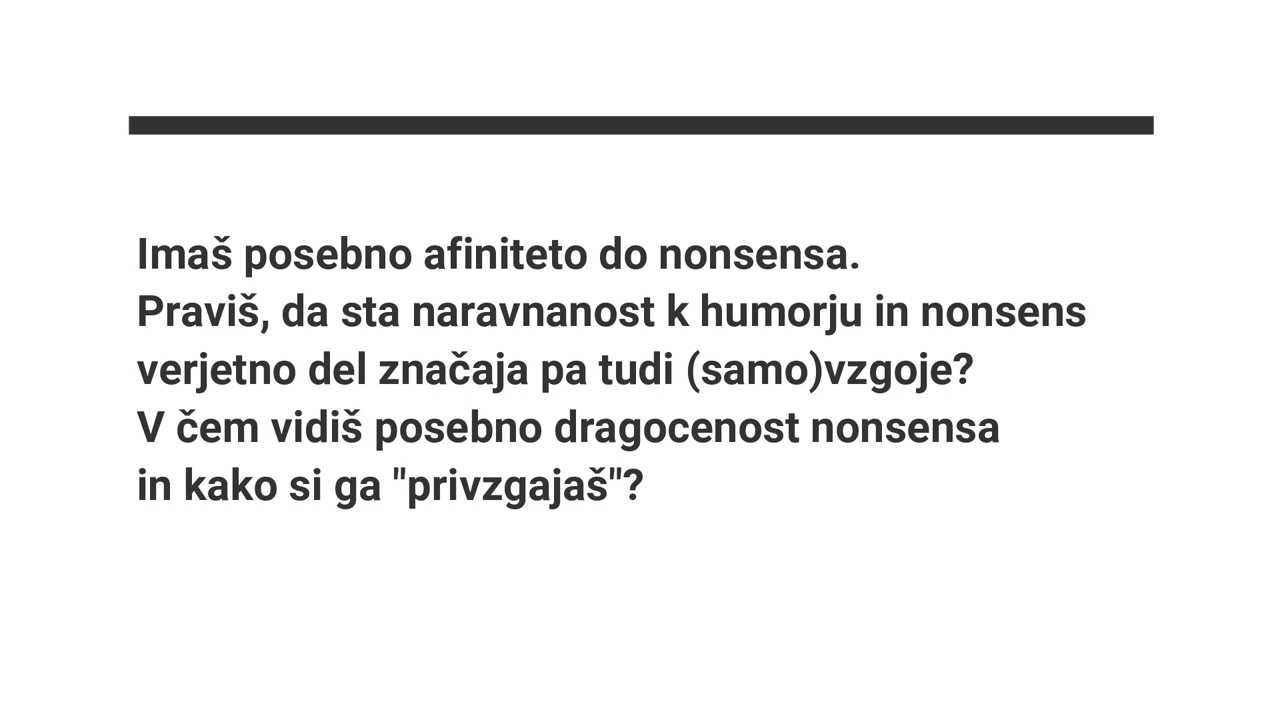 Imaš posebno afiniteto do nonsensa.
Praviš, da sta naravnanost k humorju in nonsens
verjetno del značaja pa tudi (samo)vzgoje?
V čem vidiš posebno dragocenost nonsensa
in kako si ga "privzgajaš"?